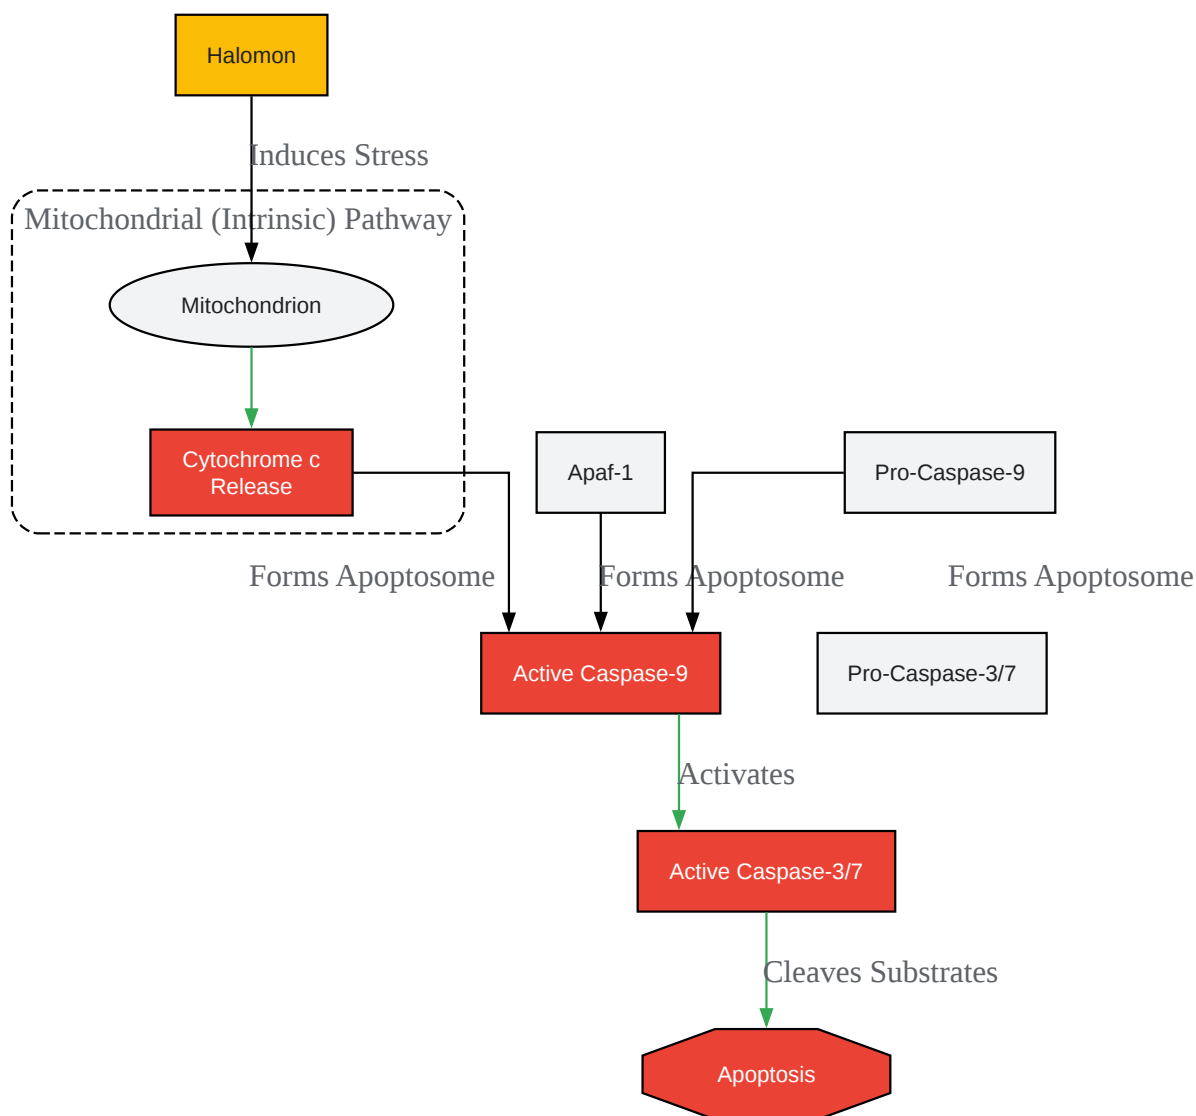 Halomon
Induces Stress
Mitochondrial (Intrinsic) Pathway
Mitochondrion
Cytochrome c
Release
Apaf-1
Pro-Caspase-9
Forms Apoptosome
Forms Apoptosome
Forms Apoptosome
Active Caspase-9
Pro-Caspase-3/7
Activates
Active Caspase-3/7
Cleaves Substrates
Apoptosis